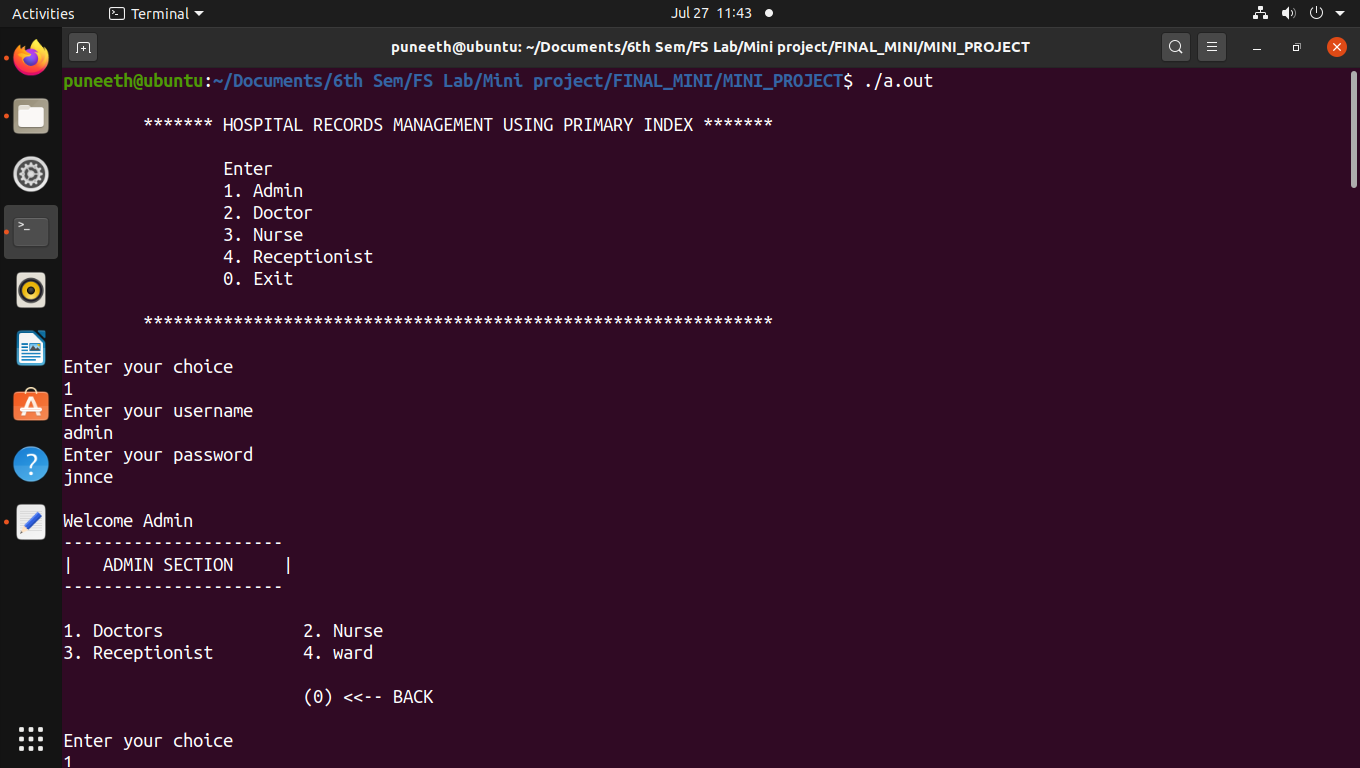 Activities Terminal Jul 27 11:43
puneeth@ubuntu: ~/Documents/6th Sem/FS Lab/Mini project/FINAL_MINI/MINI_PROJECT
puneeth@ubuntu:~/Documents/6th Sem/FS Lab/Mini project/FINAL_MINI/MINI_PROJECT$ ./a.out
******* HOSPITAL RECORDS MANAGEMENT USING PRIMARY INDEX *******
Enter
1. Admin
2. Doctor
3. Nurse
4. Receptionist
0. Exit
***************************************************************
Enter your choice
1
Enter your username
admin
Enter your password
jnnce
Welcome Admin
----------------------
|   ADMIN SECTION     |
----------------------
1. Doctors              2. Nurse
3. Receptionist         4. ward
(0) <<-- BACK
Enter your choice
1